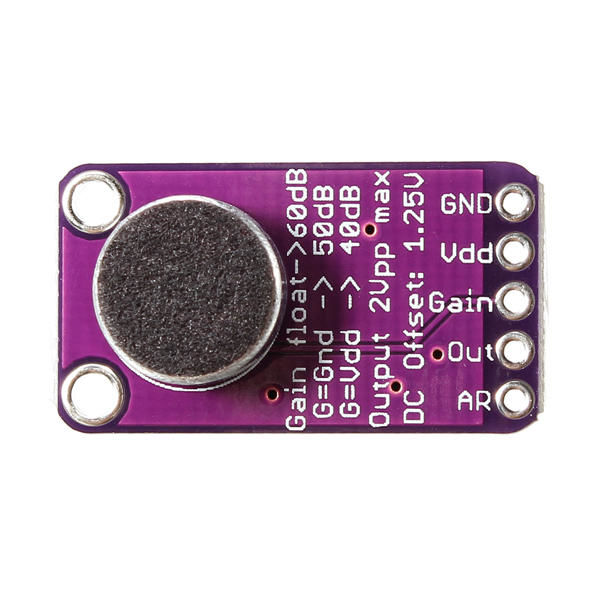 Gain float->60dB
G=Gnd -> 50dB
G=Vdd -> 40dB
Output 2Vpp max
DC Offset: 1.25V
GND
Vdd
Gain
Out
AR